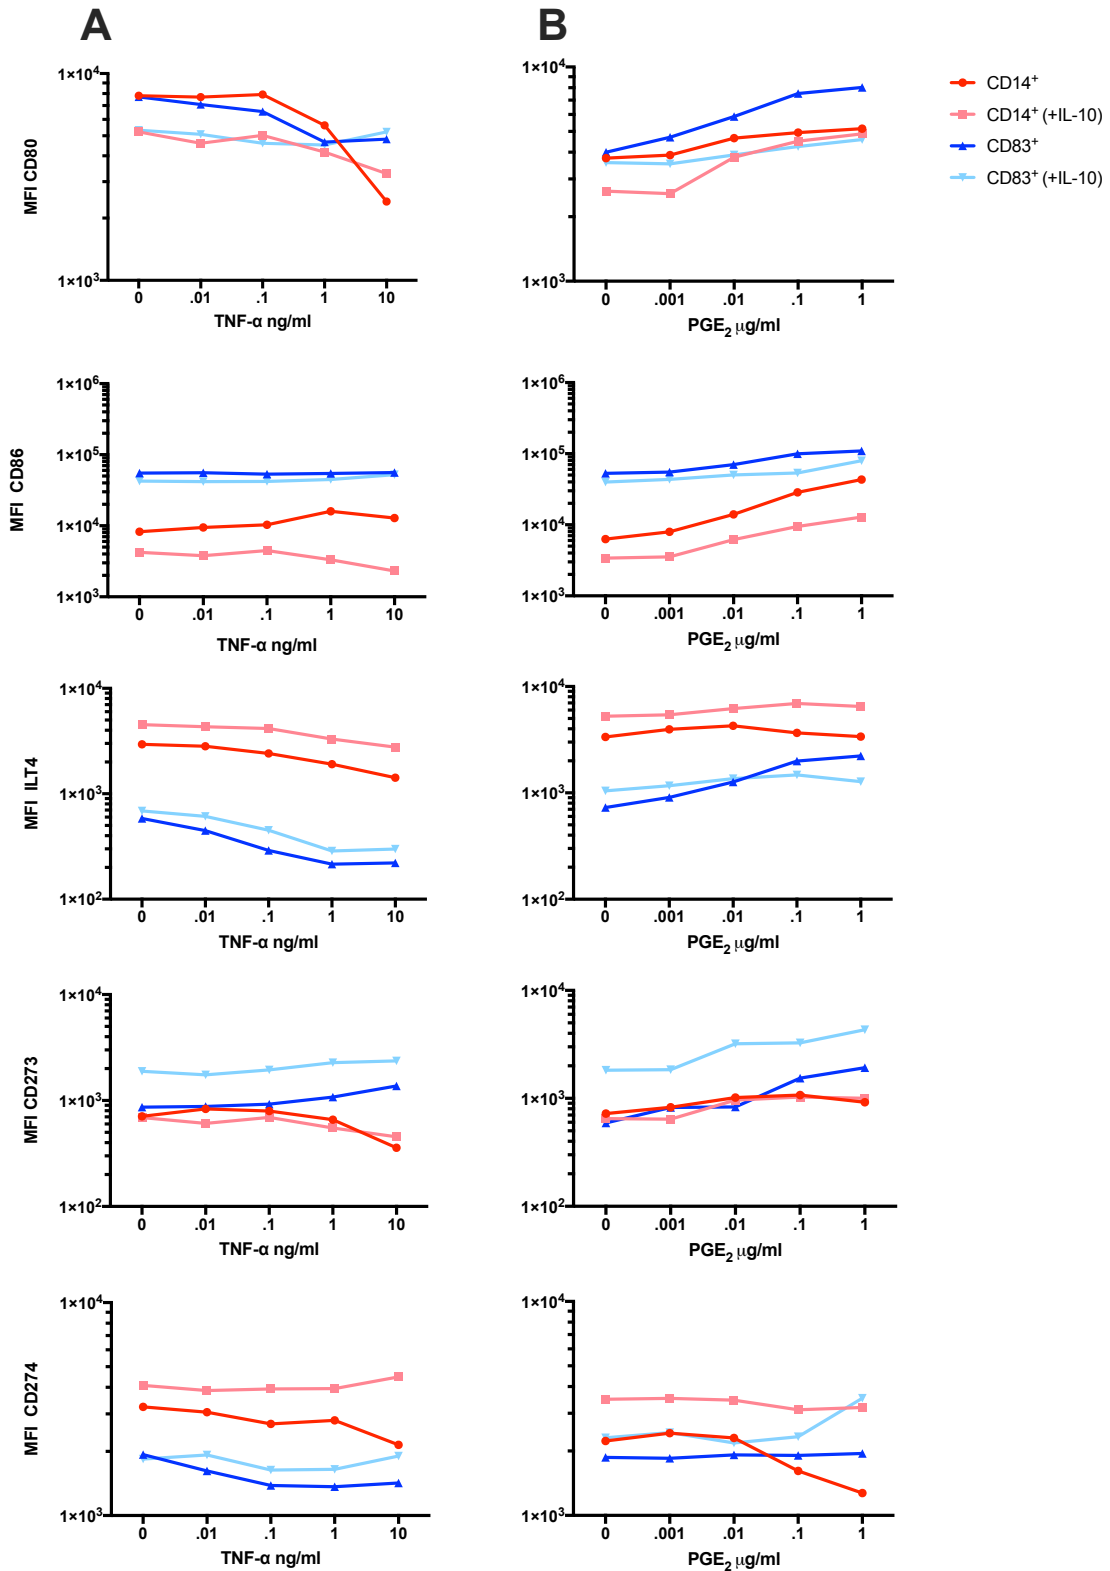 A
B
MFI CD80
1×10⁴
1×10³
0 .01 .1 1 10
TNF-α ng/ml
1×10⁴
1×10³
0 .001 .01 .1 1
PGE₂ μg/ml
CD14⁺
CD14⁺ (+IL-10)
CD83⁺
CD83⁺ (+IL-10)
MFI CD86
1×10⁶
1×10⁵
1×10⁴
1×10³
0 .01 .1 1 10
TNF-α ng/ml
1×10⁶
1×10⁵
1×10⁴
1×10³
0 .001 .01 .1 1
PGE₂ μg/ml
MFI ILT4
1×10⁴
1×10³
1×10²
0 .01 .1 1 10
TNF-α ng/ml
1×10⁴
1×10³
1×10²
0 .001 .01 .1 1
PGE₂ μg/ml
MFI CD273
1×10⁴
1×10³
1×10²
0 .01 .1 1 10
TNF-α ng/ml
1×10⁴
1×10³
1×10²
0 .001 .01 .1 1
PGE₂ μg/ml
MFI CD274
1×10⁴
1×10³
0 .01 .1 1 10
TNF-α ng/ml
1×10⁴
1×10³
0 .001 .01 .1 1
PGE₂ μg/ml